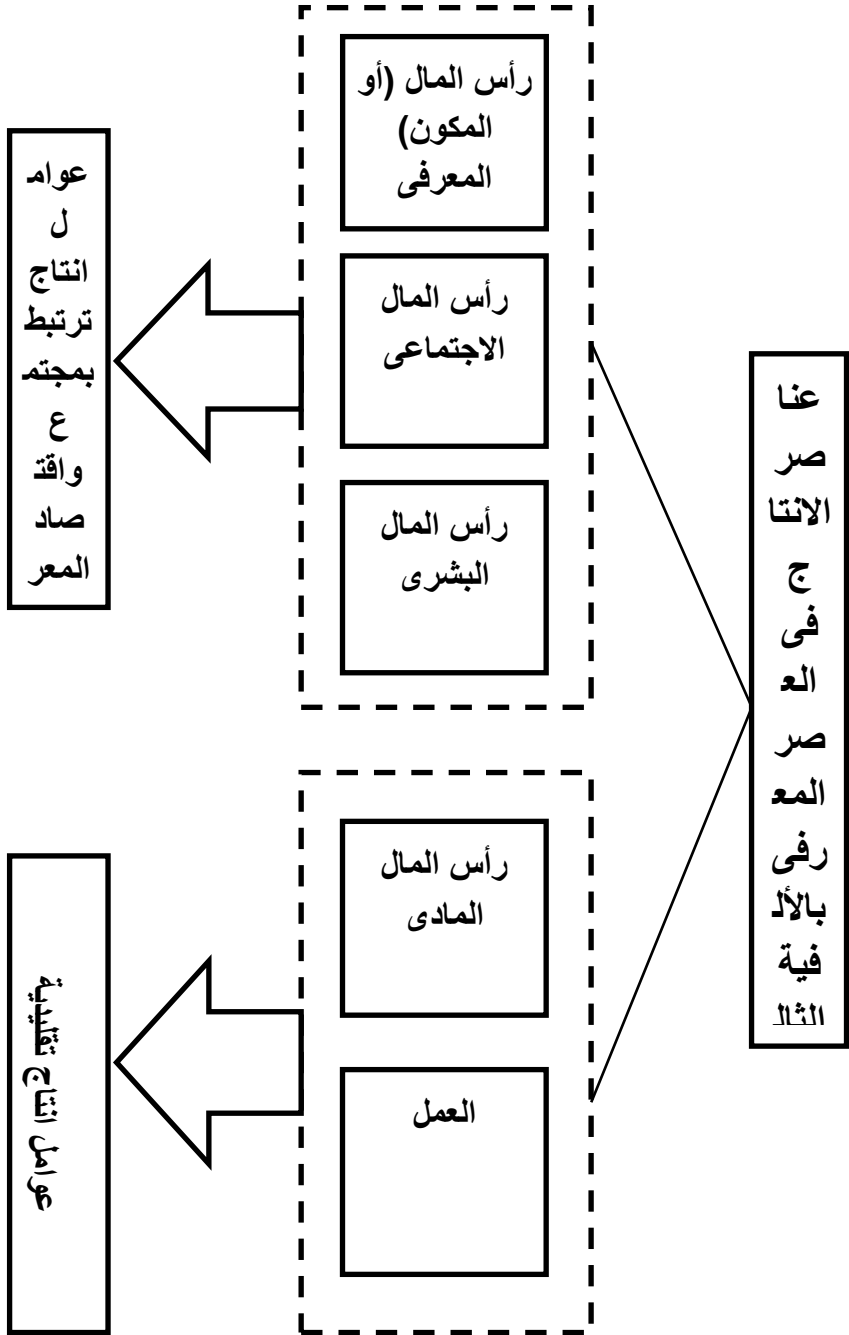 عنا
صر
الانتا
ج
فى
الع
صر
المع
رفى
بالأل
فية
الثال
رأس المال (أو
المكون)
المعرفى
رأس المال
الاجتماعى
رأس المال
البشرى
عوام
ل
انتاج
ترتبط
بمجتم
ع
واقت
صاد
المعر
رأس المال
المادى
العمل
عوامل انتاج تقليدية